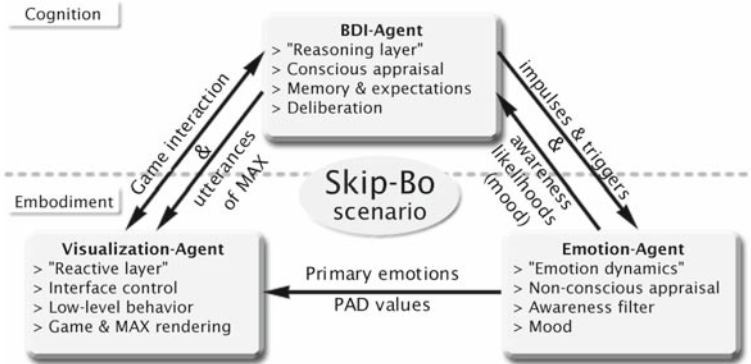 Cognition
BDI-Agent
> "Reasoning layer"
> Conscious appraisal
> Memory & expectations
> Deliberation
Game interaction
&
utterances
of MAX
impulses & triggers
&
awareness
likelihoods
(mood)
Skip-Bo
scenario
Embodiment
Visualization-Agent
> "Reactive layer"
> Interface control
> Low-level behavior
> Game & MAX rendering
Primary emotions
PAD values
Emotion-Agent
> "Emotion dynamics"
> Non-conscious appraisal
> Awareness filter
> Mood